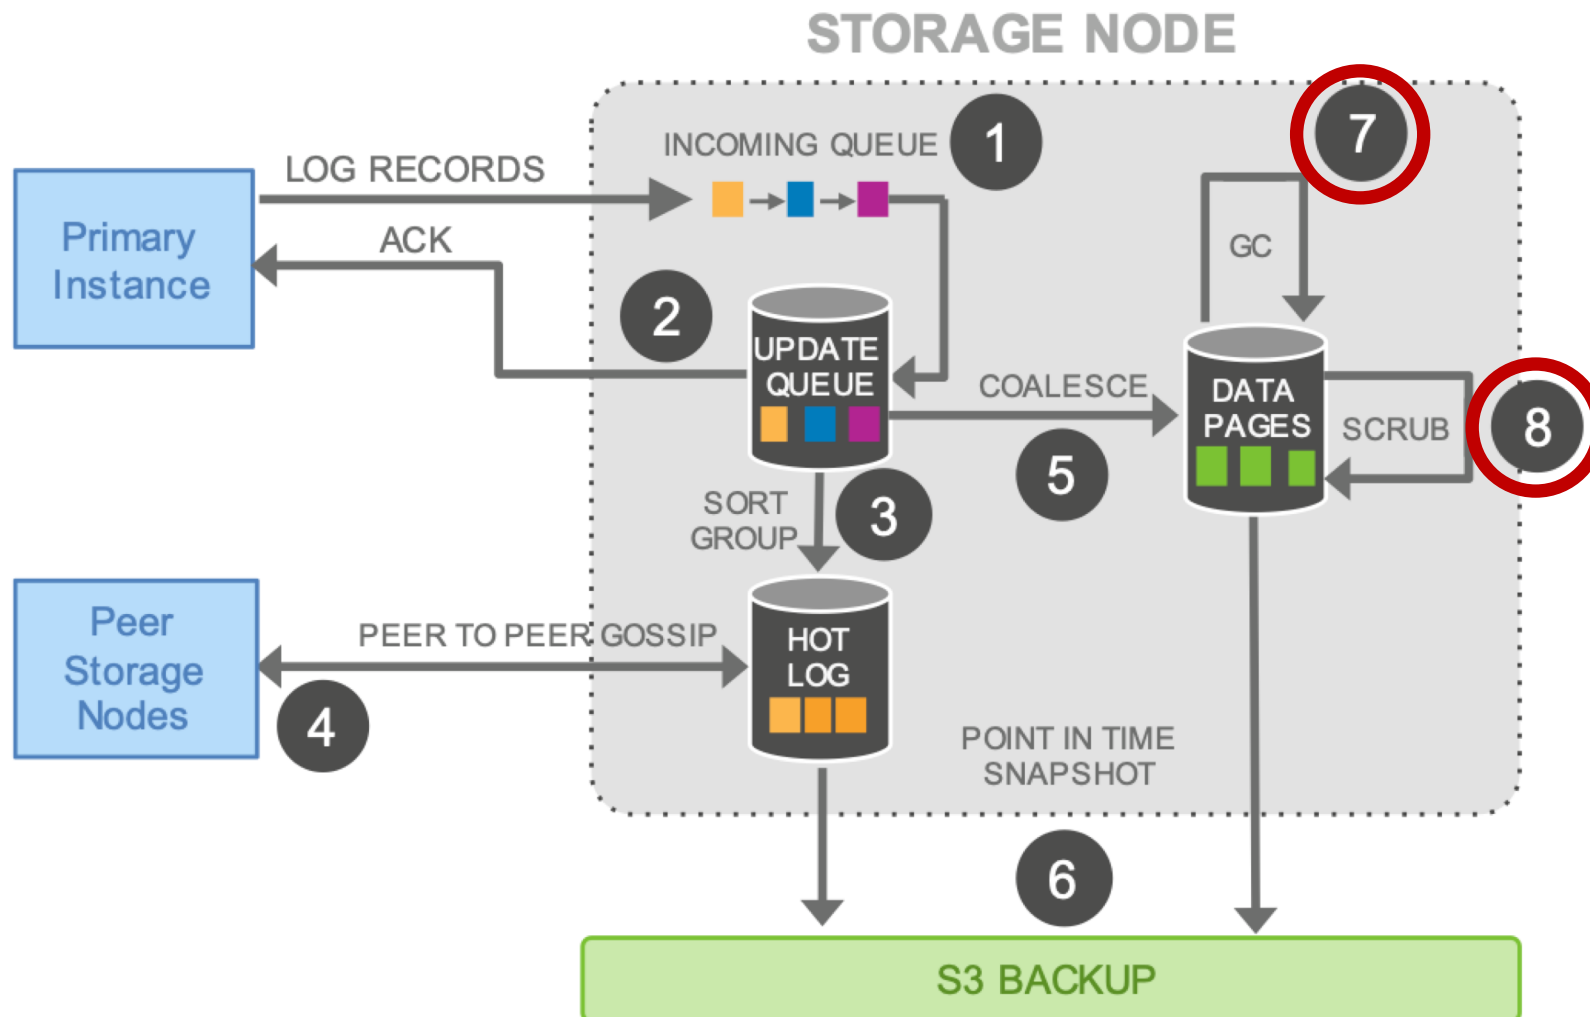 STORAGE NODE
7
INCOMING QUEUE
1
LOG RECORDS
Primary
Instance
ACK
GC
2
UPDATE
QUEUE
COALESCE
5
DATA
PAGES
SCRUB
8
SORT
GROUP
3
Peer
Storage
Nodes
PEER TO PEER GOSSIP
4
HOT
LOG
POINT IN TIME
SNAPSHOT
6
S3 BACKUP